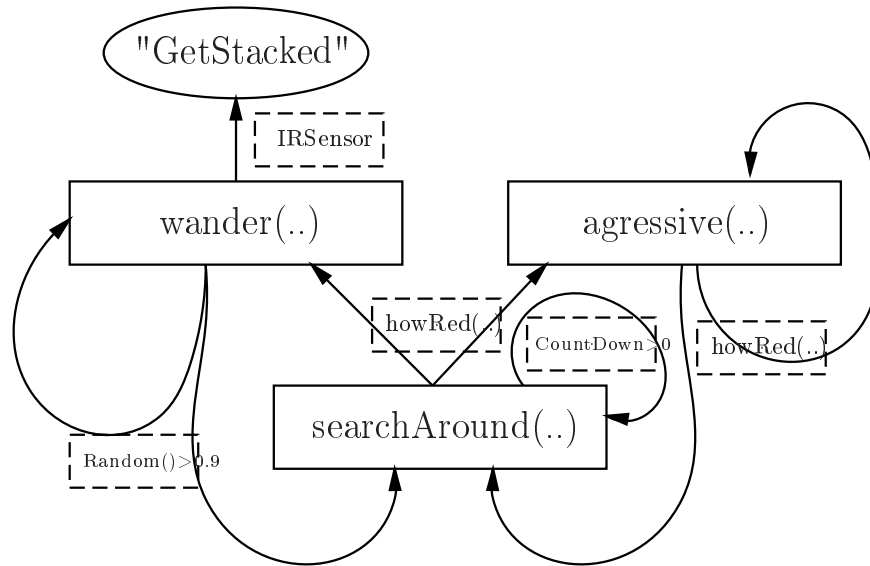 "GetStacked"
IRSensor
wander(..)
agressive(..)
howRed(..)
CountDown>0
howRed(..)
searchAround(..)
Random()>0.9